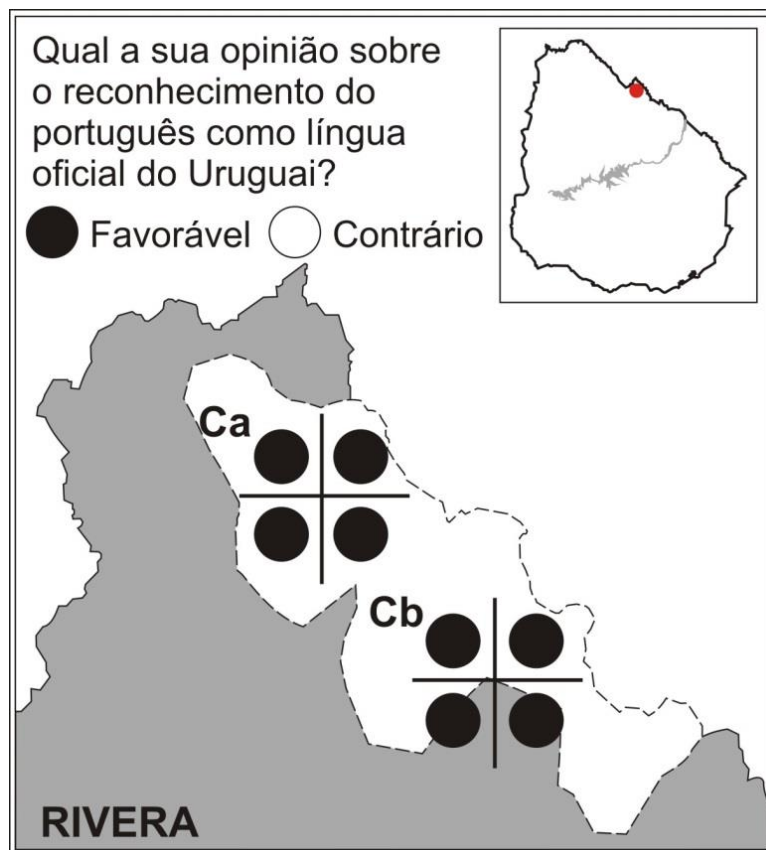 Qual a sua opinião sobre
o reconhecimento do
português como língua
oficial do Uruguai?
Favorável Contrário
Ca
Cb
RIVERA